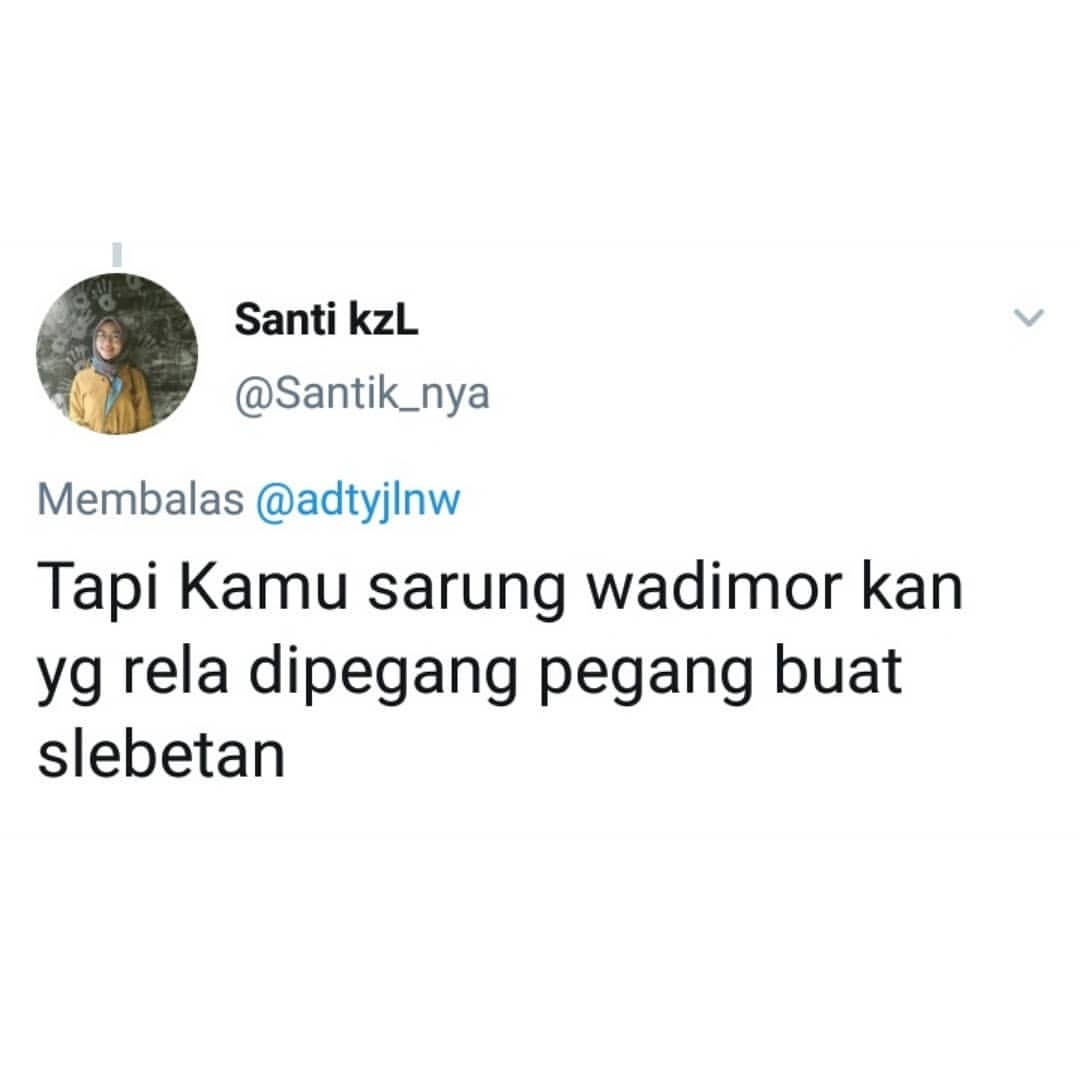 Santi kzL
@Santik_nya
Membalas @adtyjlnw
Tapi Kamu sarung wadimor kan
yg rela dipegang pegang buat
slebetan